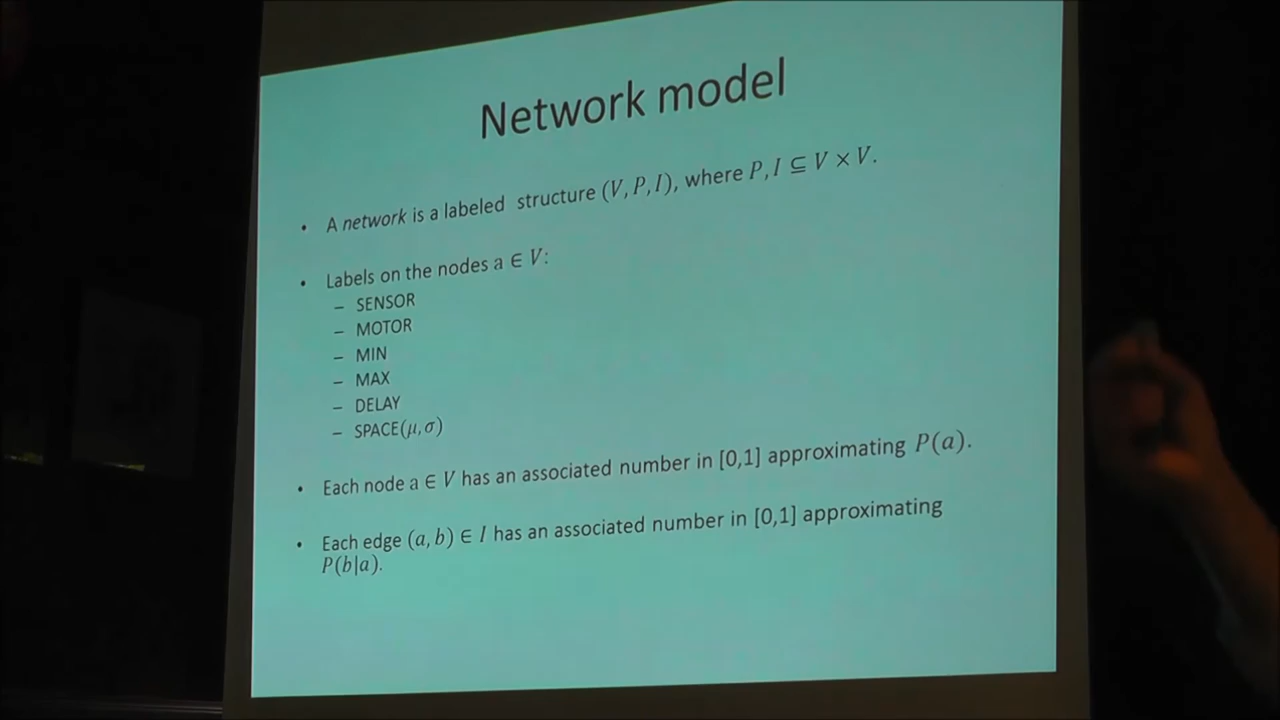 Network model
• A network is a labeled structure (V, P, I), where P, I ⊆ V × V.
• Labels on the nodes a ∈ V:
– SENSOR
– MOTOR
– MIN
– MAX
– DELAY
– SPACE(μ, σ)
• Each node a ∈ V has an associated number in [0,1] approximating P(a).
• Each edge (a, b) ∈ I has an associated number in [0,1] approximating
P(b|a).